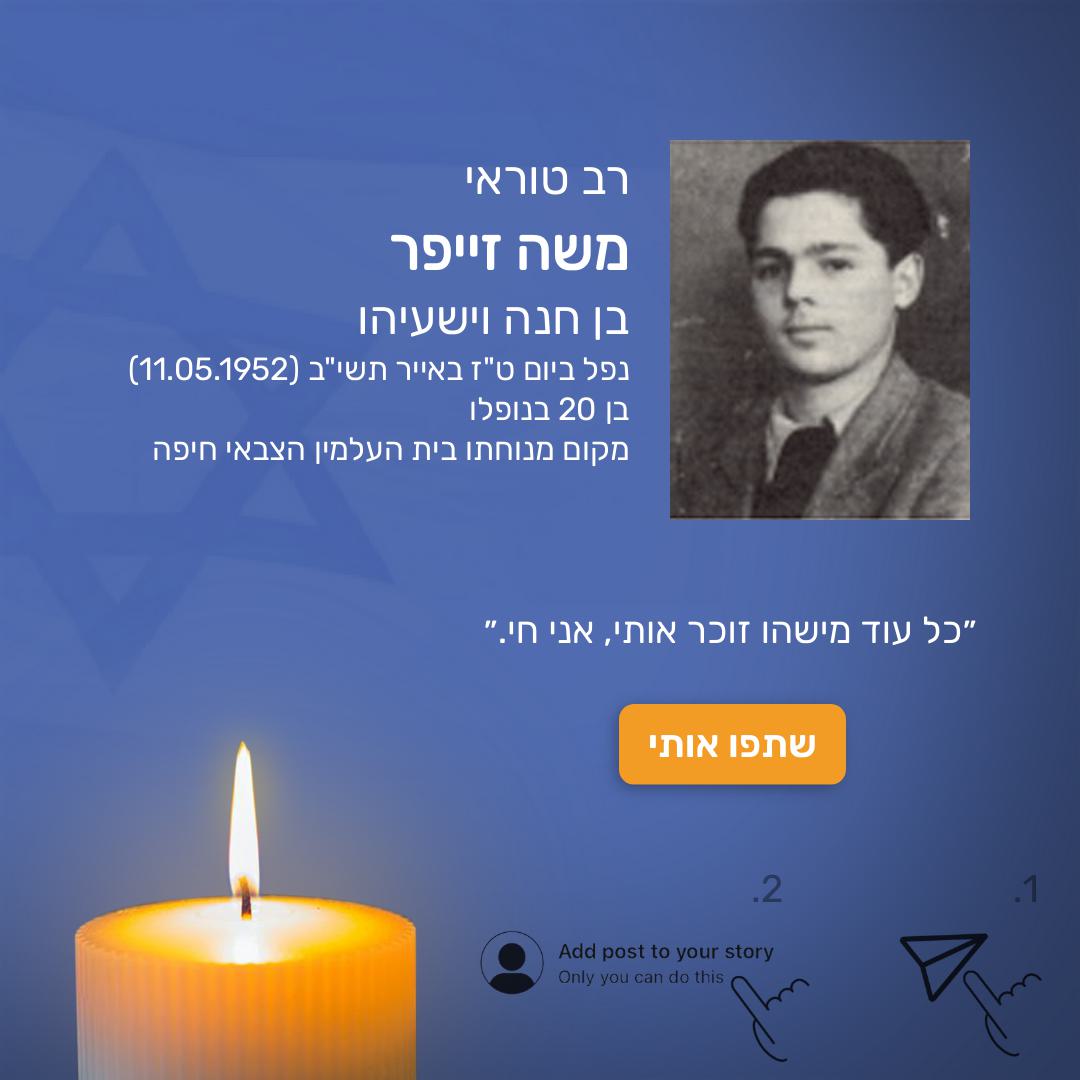 רב טוראי
משה זייפר
בן חנה וישעיהו
נפל ביום ט"ז באייר תשי"ב (11.05.1952)
בן 20 בנופלו
מקום מנוחתו בית העלמין הצבאי חיפה
״כל עוד מישהו זוכר אותי, אני חי.״
שתפו אותי
.1
.2
Add post to your story
Only you can do this